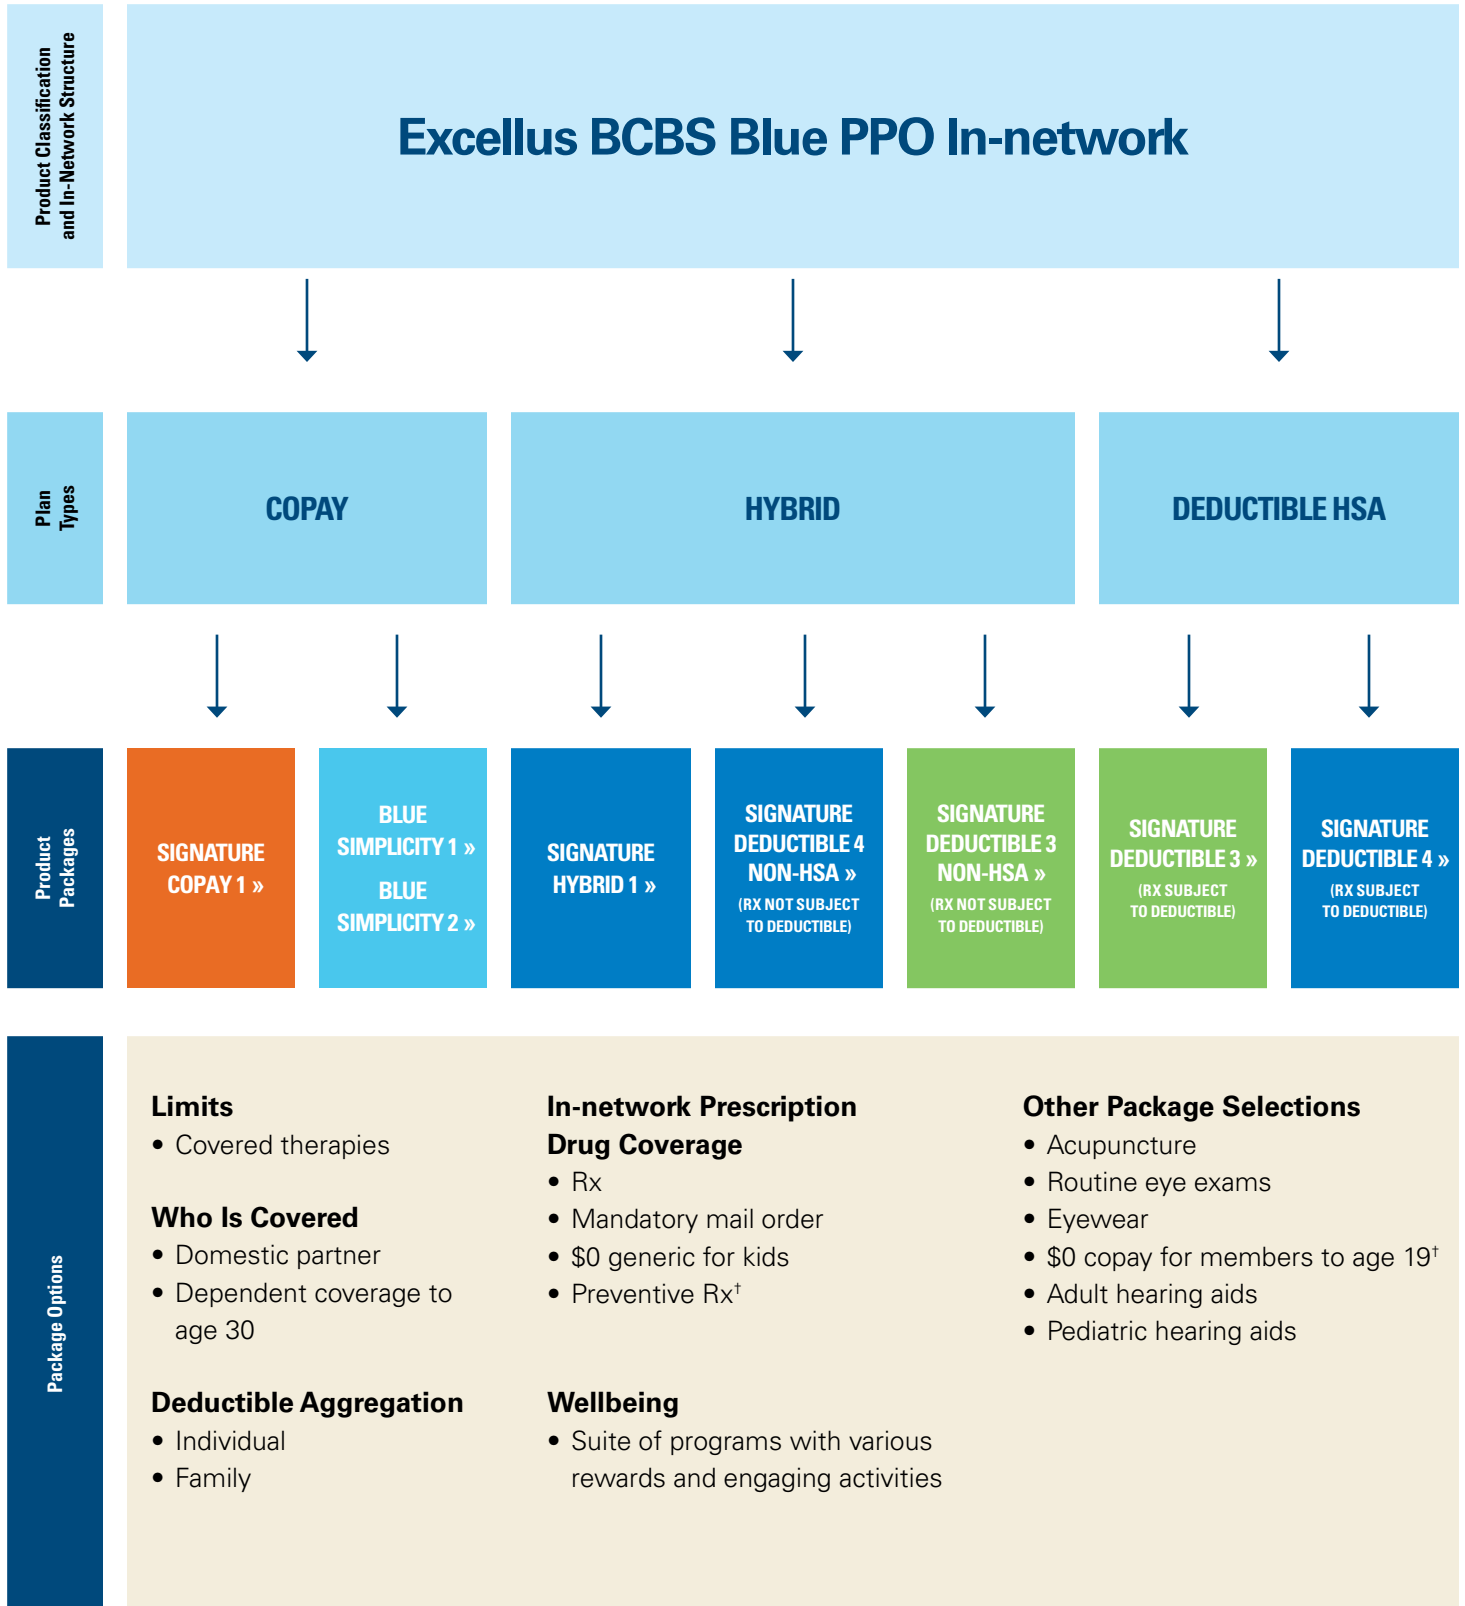 Product Classification
and In-Network Structure
Excellus BCBS Blue PPO In-network
Plan
Types
COPAY
HYBRID
DEDUCTIBLE HSA
Product
Packages
SIGNATURE
COPAY 1 »
BLUE
SIMPLICITY 1 »
BLUE
SIMPLICITY 2 »
SIGNATURE
HYBRID 1 »
SIGNATURE
DEDUCTIBLE 4
NON-HSA »
(RX NOT SUBJECT
TO DEDUCTIBLE)
SIGNATURE
DEDUCTIBLE 3
NON-HSA »
(RX NOT SUBJECT
TO DEDUCTIBLE)
SIGNATURE
DEDUCTIBLE 3 »
(RX SUBJECT
TO DEDUCTIBLE)
SIGNATURE
DEDUCTIBLE 4 »
(RX SUBJECT
TO DEDUCTIBLE)
Package Options
Limits
• Covered therapies
Who Is Covered
• Domestic partner
• Dependent coverage to
age 30
Deductible Aggregation
• Individual
• Family
In-network Prescription
Drug Coverage
• Rx
• Mandatory mail order
• $0 generic for kids
• Preventive Rx†
Wellbeing
• Suite of programs with various
rewards and engaging activities
Other Package Selections
• Acupuncture
• Routine eye exams
• Eyewear
• $0 copay for members to age 19†
• Adult hearing aids
• Pediatric hearing aids